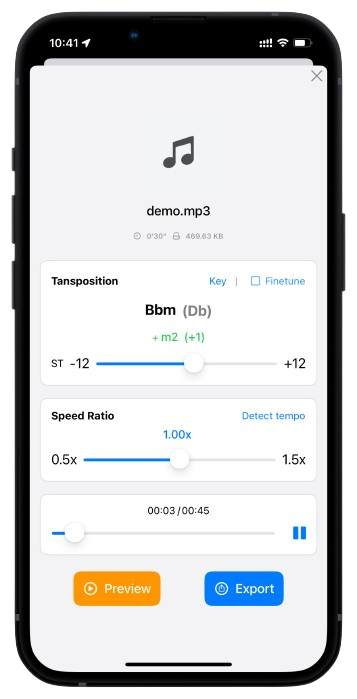 10:41
demo.mp3
0'30" 469.63 KB
Tansposition Key | Finetune
Bbm (Db)
+ m2 (+1)
ST -12 +12
Speed Ratio Detect tempo
1.00x
0.5x 1.5x
00:03/00:45
Preview Export